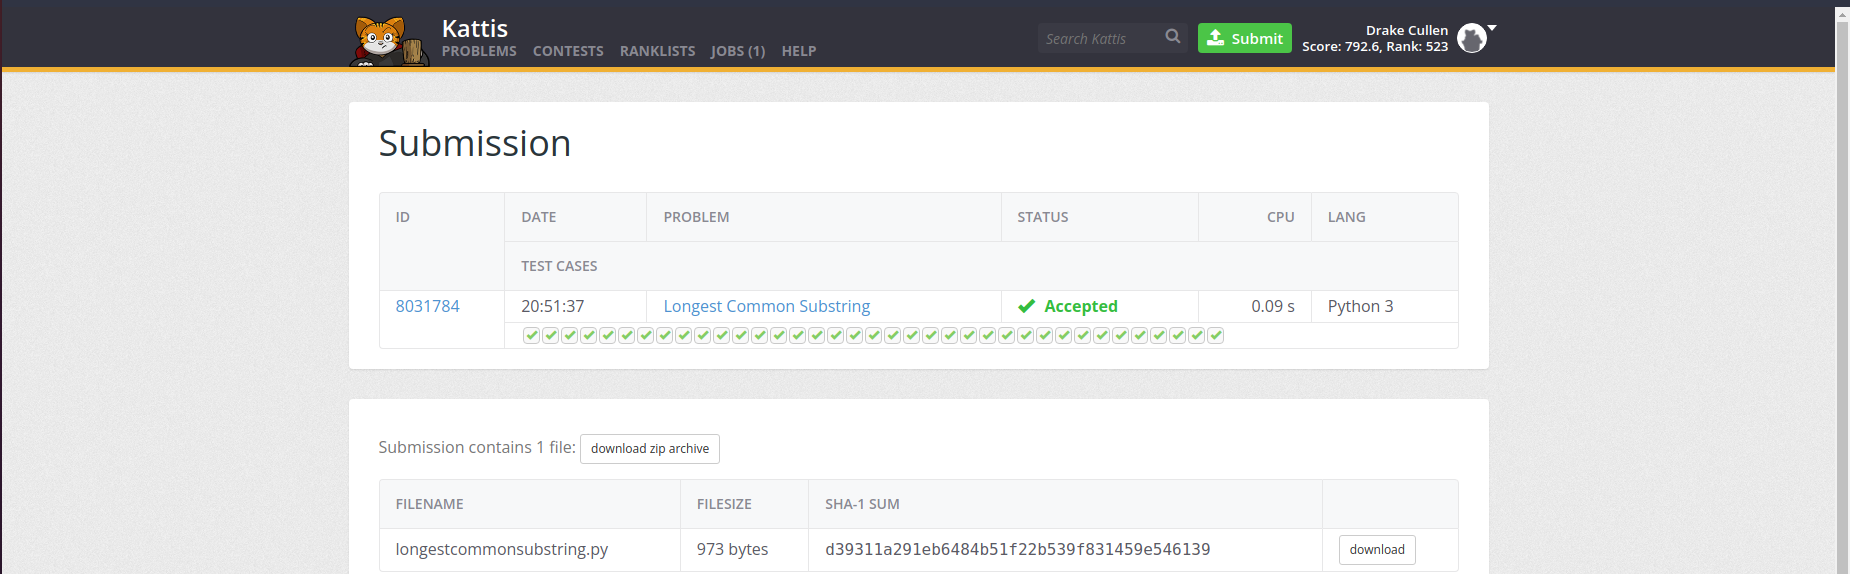 Kattis
PROBLEMS CONTESTS RANKLISTS JOBS (1) HELP
Search Kattis
Submit
Drake Cullen
Score: 792.6, Rank: 523
Submission
ID DATE PROBLEM STATUS CPU LANG
TEST CASES
8031784 20:51:37 Longest Common Substring Accepted 0.09 s Python 3
Submission contains 1 file: download zip archive
FILENAME FILESIZE SHA-1 SUM
longestcommonsubstring.py 973 bytes d39311a291eb6484b51f22b539f831459e546139 download